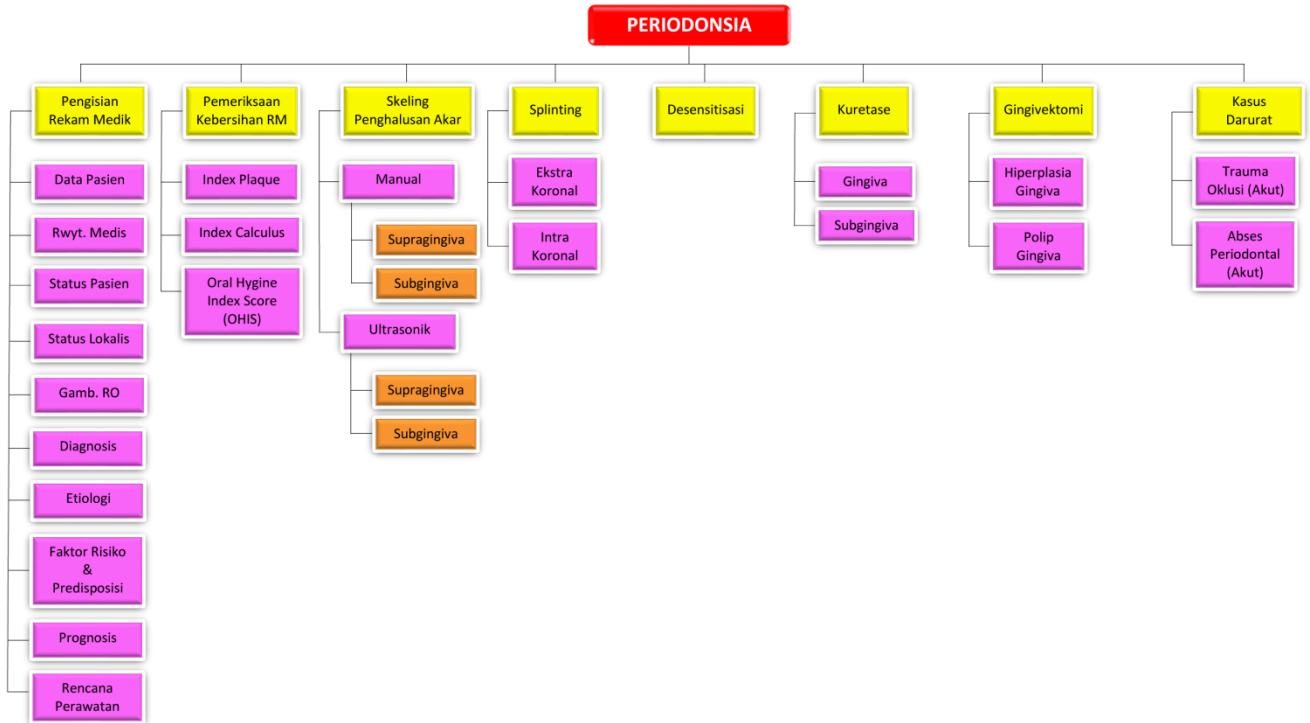 PERIODONSIA
Pengisian
Rekam Medik
Data Pasien
Rwyt. Medis
Status Pasien
Status Lokalis
Gamb. RO
Diagnosis
Etiologi
Faktor Risiko
&
Predisposisi
Prognosis
Rencana
Perawatan
Pemeriksaan
Kebersihan RM
Index Plaque
Index Calculus
Oral Hygine
Index Score
(OHIS)
Skeling
Penghalusan Akar
Manual
Supragingiva
Subgingiva
Ultrasonik
Supragingiva
Subgingiva
Splinting
Ekstra
Koronal
Intra
Koronal
Desensitisasi
Kuretase
Gingiva
Subgingiva
Gingivektomi
Hiperplasia
Gingiva
Polip
Gingiva
Kasus
Darurat
Trauma
Oklusi (Akut)
Abses
Periodontal
(Akut)